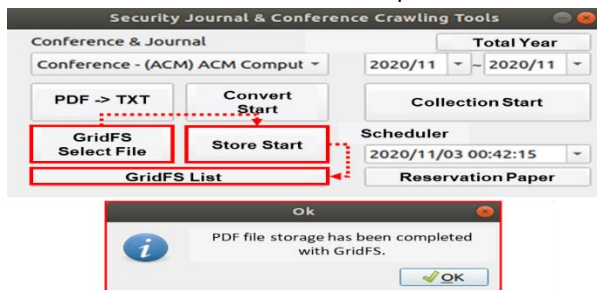 Security Journal & Conference Crawling Tools
Conference & Journal
Total Year
Conference - (ACM) ACM Comput
2020/11 ~ 2020/11
PDF -> TXT
Convert
Start
Collection Start
GridFS
Select File
Store Start
Scheduler
2020/11/03 00:42:15
GridFS List
Reservation Paper
Ok
PDF file storage has been completed
with GridFS.
OK